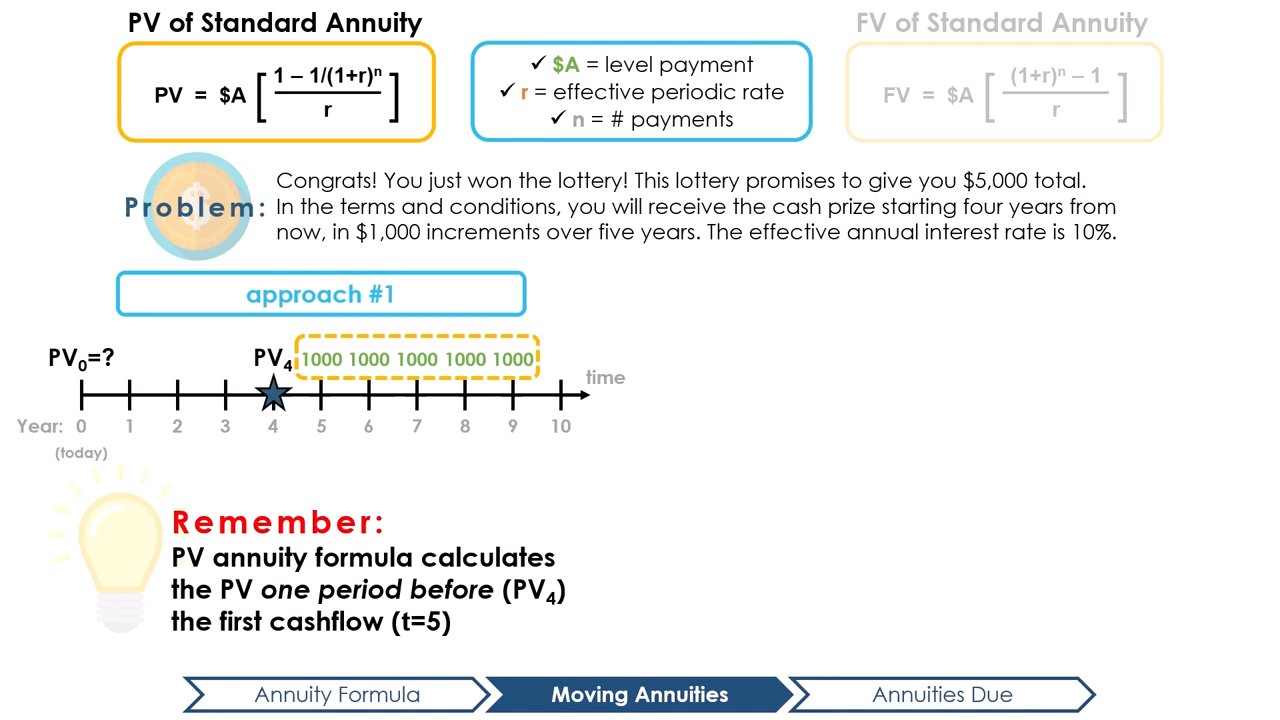 PV of Standard Annuity
PV = $A [ 1 – 1/(1+r)ⁿ / r ]
✓ $A = level payment
✓ r = effective periodic rate
✓ n = # payments
FV of Standard Annuity
FV = $A [ (1+r)ⁿ – 1 / r ]
$
Problem:
Congrats! You just won the lottery! This lottery promises to give you $5,000 total.
In the terms and conditions, you will receive the cash prize starting four years from
now, in $1,000 increments over five years. The effective annual interest rate is 10%.
approach #1
PV₀=? PV₄ 1000 1000 1000 1000 1000
time
Year: 0 1 2 3 4 5 6 7 8 9 10
(today)
Remember:
PV annuity formula calculates
the PV one period before (PV₄)
the first cashflow (t=5)
Annuity Formula
Moving Annuities
Annuities Due